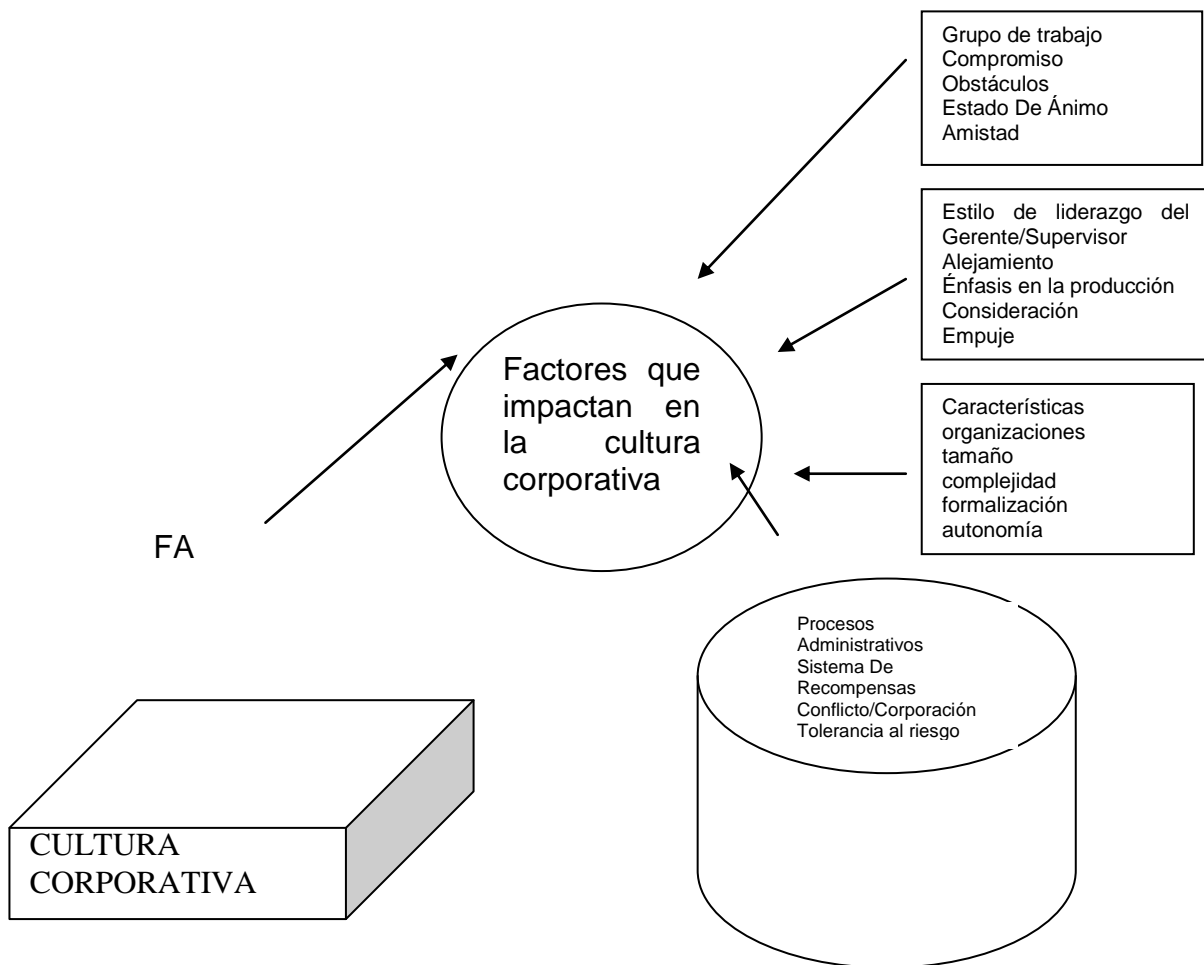 Grupo de trabajo
Compromiso
Obstáculos
Estado De Ánimo
Amistad
Estilo de liderazgo del
Gerente/Supervisor
Alejamiento
Énfasis en la producción
Consideración
Empuje
Factores que
impactan en
la cultura
corporativa
Características
organizaciones
tamaño
complejidad
formalización
autonomía
FA
Procesos
Administrativos
Sistema De
Recompensas
Conflicto/Corporación
Tolerancia al riesgo
CULTURA
CORPORATIVA